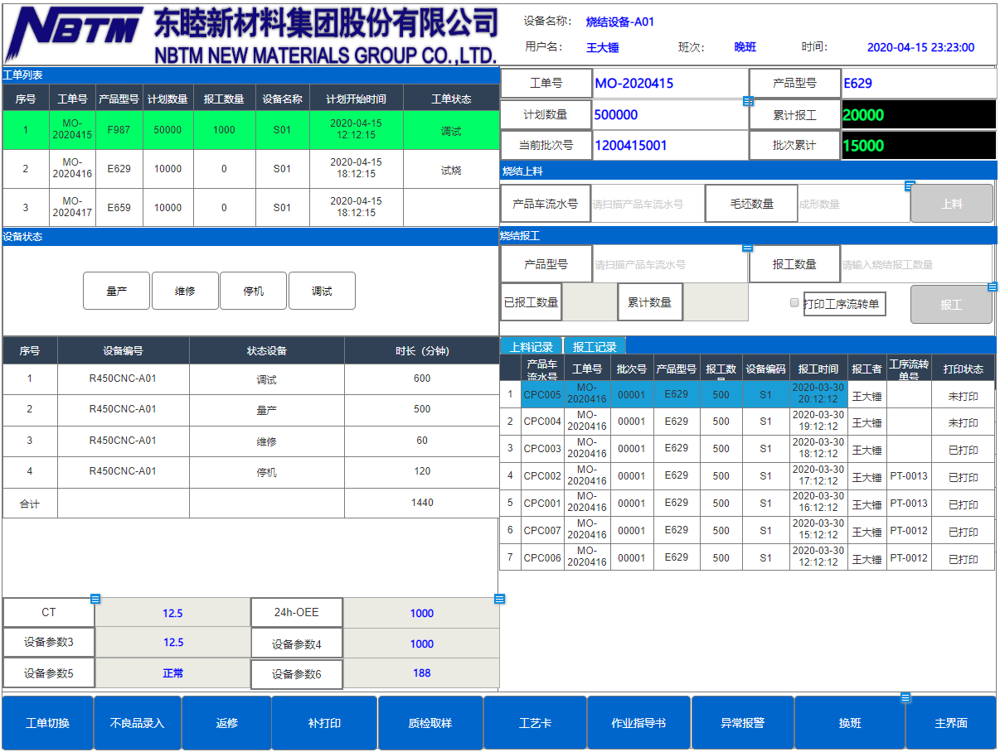 NBTM 东睦新材料集团股份有限公司
NBTM NEW MATERIALS GROUP CO.,LTD.
设备名称: 烧结设备-A01
用户名: 王大锤 班次: 晚班 时间: 2020-04-15 23:23:00
工单列表
序号 工单号 产品型号 计划数量 报工数量 设备名称 计划开始时间 工单状态
1 MO-2020415 F987 50000 1000 S01 2020-04-15 12:12:15 调试
2 MO-2020416 E629 10000 0 S01 2020-04-15 18:12:15 试烧
3 MO-2020417 E659 10000 0 S01 2020-04-15 18:12:15
工单号 MO-2020415 产品型号 E629
计划数量 500000 累计报工 20000
当前批次号 1200415001 批次累计 15000
烧结上料
产品车流水号 请扫描产品车流水号 毛坯数量 成形数量 上料
设备状态
量产 维修 停机 调试
烧结报工
产品型号 请扫描产品车流水号 报工数量 请输入烧结报工数量
已报工数量 累计数量 打印工序流转单 报工
序号 设备编号 状态设备 时长（分钟）
1 R450CNC-A01 调试 600
2 R450CNC-A01 量产 500
3 R450CNC-A01 维修 60
4 R450CNC-A01 停机 120
合计 1440
上料记录 报工记录
产品车流水号 工单号 批次号 产品型号 报工数量 设备编码 报工时间 报工者 工序流转单号 打印状态
1 CPC005 MO-2020416 00001 E629 500 S1 2020-03-30 20:12:12 王大锤 未打印
2 CPC004 MO-2020416 00001 E629 500 S1 2020-03-30 19:12:12 王大锤 未打印
3 CPC003 MO-2020416 00001 E629 500 S1 2020-03-30 18:12:12 王大锤 已打印
4 CPC002 MO-2020416 00001 E629 500 S1 2020-03-30 17:12:12 王大锤 PT-0013 已打印
5 CPC001 MO-2020416 00001 E629 500 S1 2020-03-30 16:12:12 王大锤 PT-0013 已打印
6 CPC007 MO-2020416 00001 E629 500 S1 2020-03-30 15:12:12 王大锤 PT-0012 已打印
7 CPC006 MO-2020416 00001 E629 500 S1 2020-03-30 12:12:12 王大锤 PT-0012 已打印
CT 12.5 24h-OEE 1000
设备参数3 12.5 设备参数4 1000
设备参数5 正常 设备参数6 188
工单切换 不良品录入 返修 补打印 质检取样 工艺卡 作业指导书 异常报警 换班 主界面